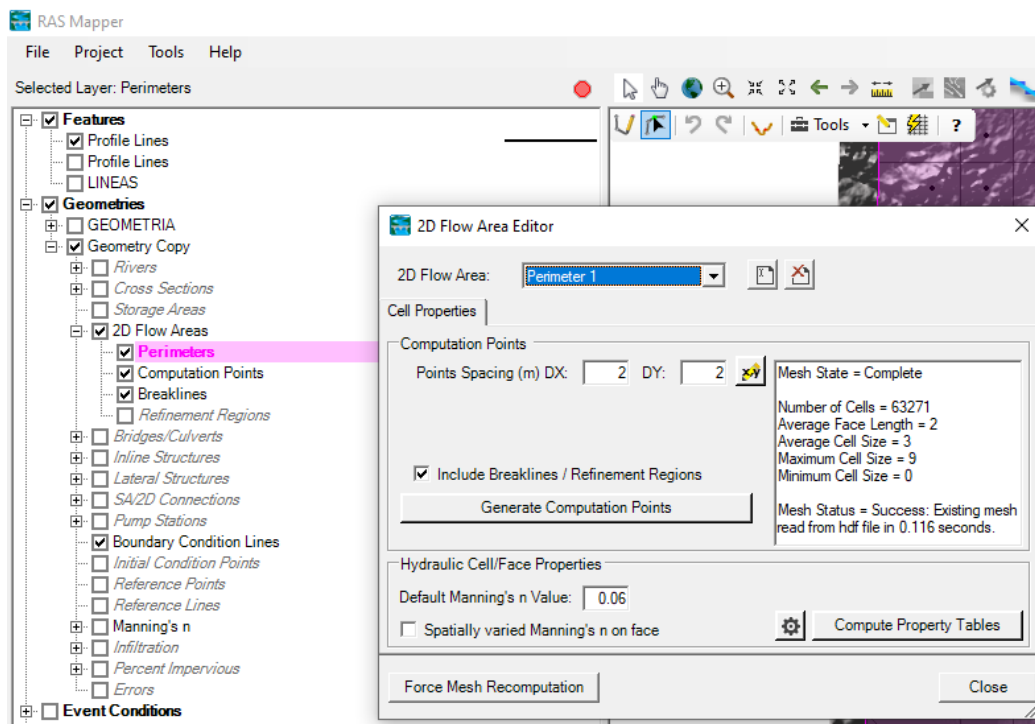 RAS Mapper
File Project Tools Help
Selected Layer: Perimeters
Features
Profile Lines
Profile Lines
LINEAS
Geometries
GEOMETRIA
Geometry Copy
Rivers
Cross Sections
Storage Areas
2D Flow Areas
Perimeters
Computation Points
Breaklines
Refinement Regions
Bridges/Culverts
Inline Structures
Lateral Structures
SA/2D Connections
Pump Stations
Boundary Condition Lines
Initial Condition Points
Reference Points
Reference Lines
Manning's n
Infiltration
Percent Impervious
Errors
Event Conditions
Tools ?
2D Flow Area Editor
2D Flow Area: Perimeter 1
Cell Properties
Computation Points
Points Spacing (m) DX: 2 DY: 2
Include Breaklines / Refinement Regions
Generate Computation Points
Mesh State = Complete
Number of Cells = 63271
Average Face Length = 2
Average Cell Size = 3
Maximum Cell Size = 9
Minimum Cell Size = 0
Mesh Status = Success: Existing mesh
read from hdf file in 0.116 seconds.
Hydraulic Cell/Face Properties
Default Manning's n Value: 0.06
Spatially varied Manning's n on face
Compute Property Tables
Force Mesh Recomputation
Close